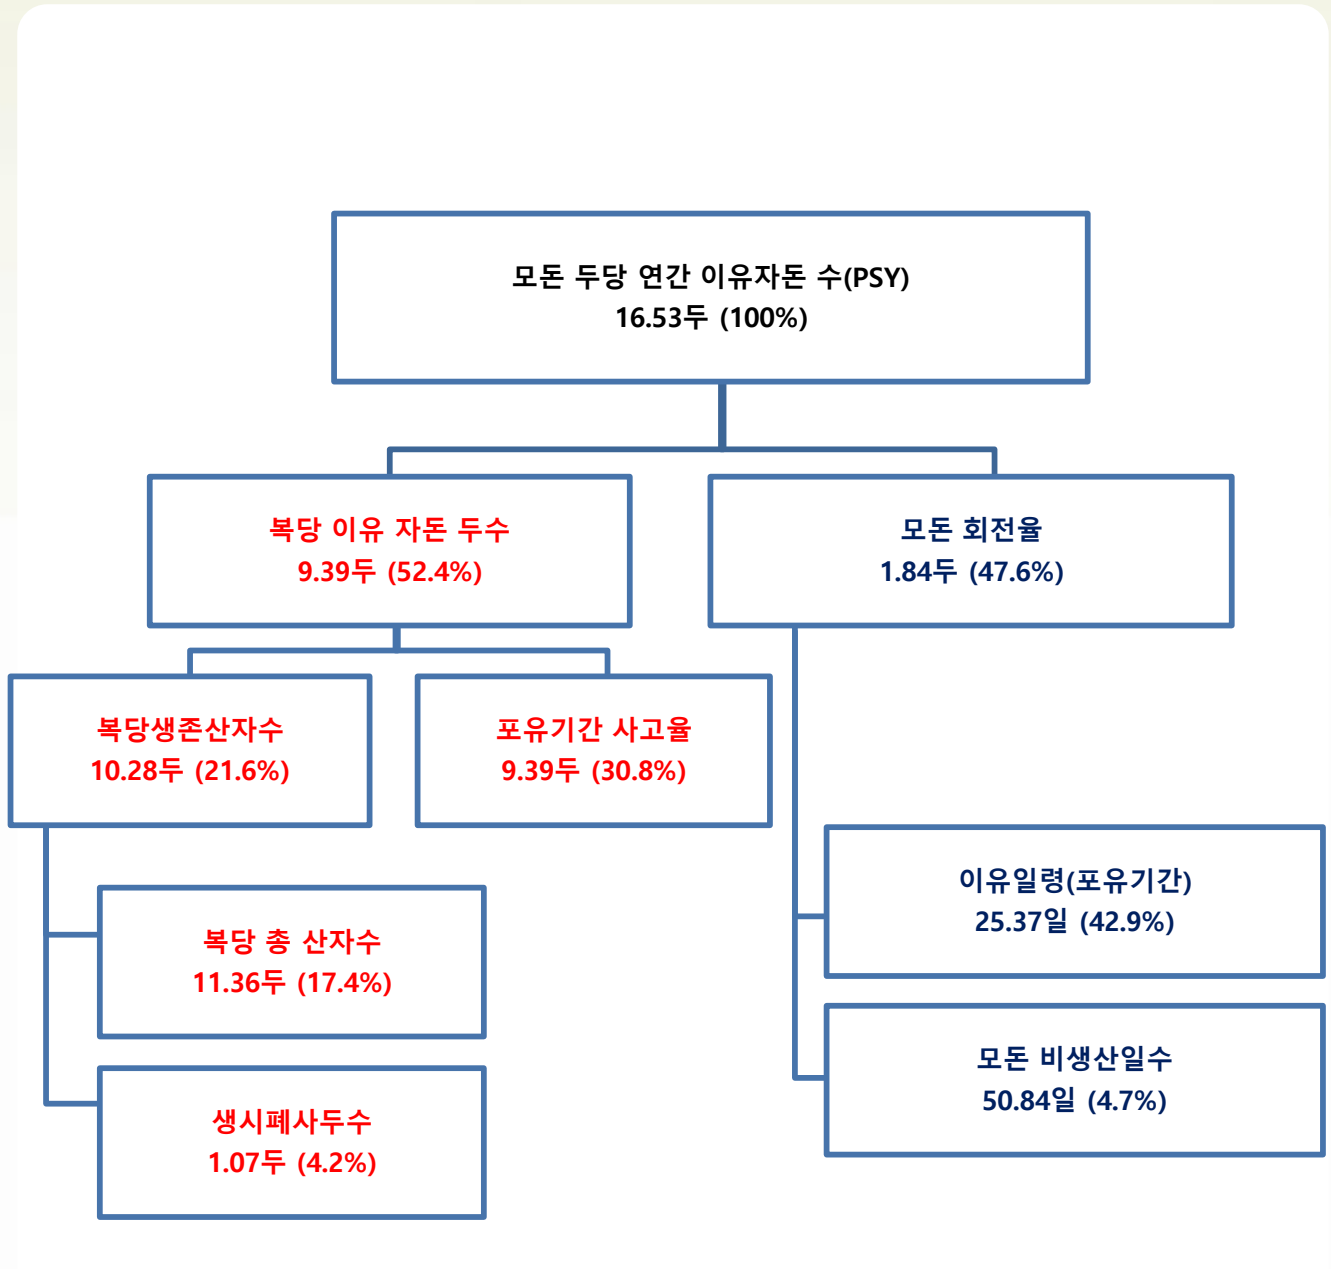 모돈 두당 연간 이유자돈 수(PSY)
16.53두 (100%)
복당 이유 자돈 두수
9.39두 (52.4%)
모돈 회전율
1.84두 (47.6%)
복당생존산자수
10.28두 (21.6%)
포유기간 사고율
9.39두 (30.8%)
복당 총 산자수
11.36두 (17.4%)
생시폐사두수
1.07두 (4.2%)
이유일령(포유기간)
25.37일 (42.9%)
모돈 비생산일수
50.84일 (4.7%)